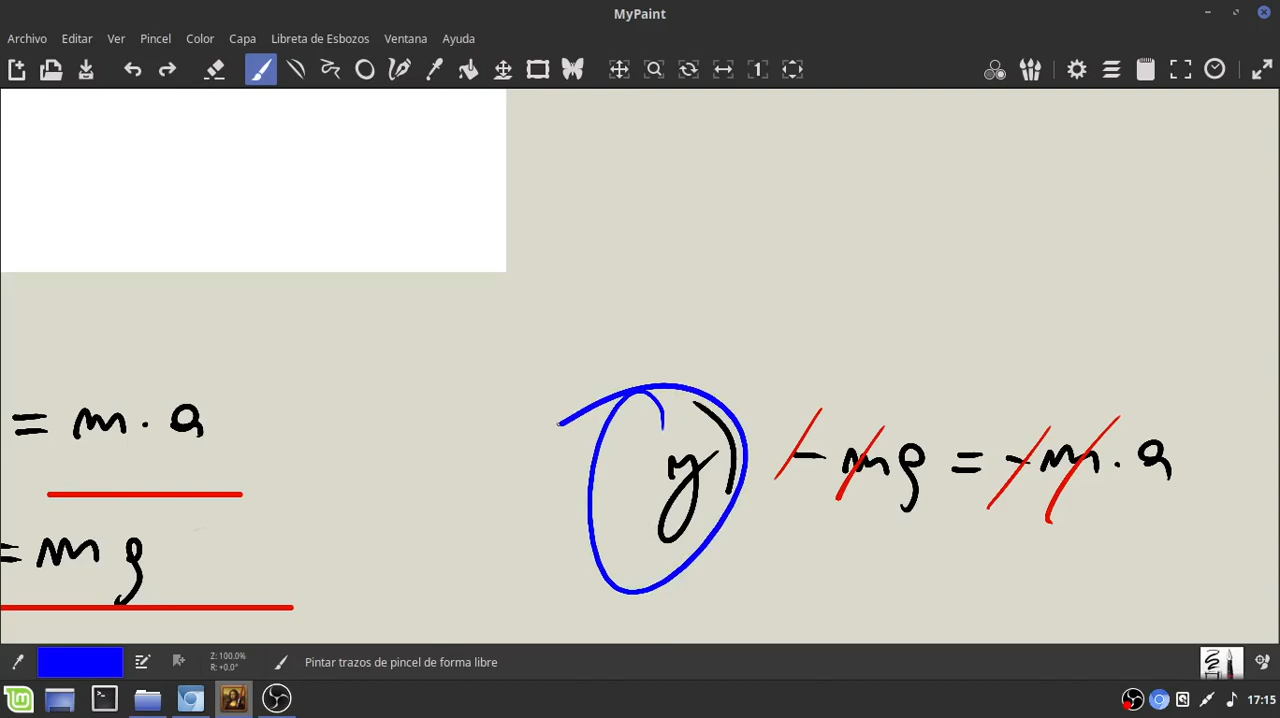 MyPaint
Archivo Editar Ver Pincel Color Capa Libreta de Esbozos Ventana Ayuda
1
= m . a
= m g
y) - mg = - m . a
Z: 100.0%
R: +0.0°
Pintar trazos de pincel de forma libre
17:15